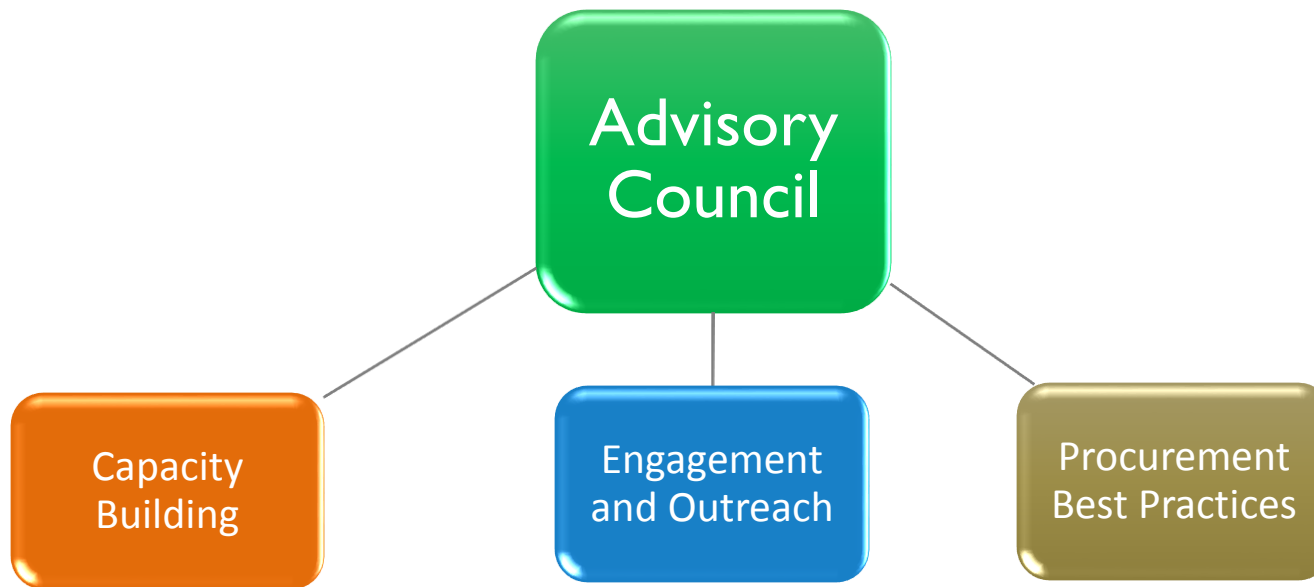 Advisory
Council
Capacity
Building
Engagement
and Outreach
Procurement
Best Practices